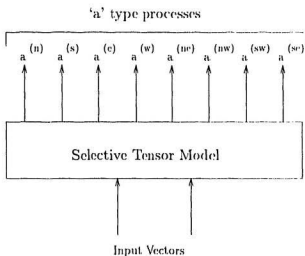 ‘a’ type processes
a(n) a(s) a(e) a(w) a(ne) a(nw) a(sw) a(se)
Selective Tensor Model
Input Vectors